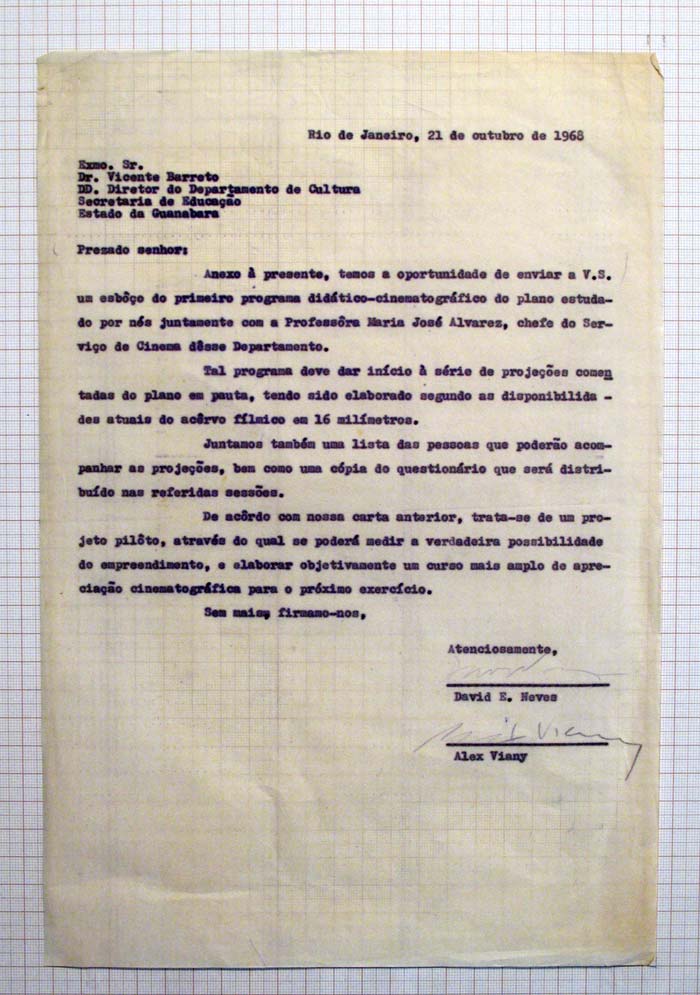 Rio de Janeiro, 21 de outubro de 1968
Exmo. Sr.
Dr. Vicente Barreto
DD. Diretor do Departamento de Cultura
Secretaria de Educação
Estado da Guanabara
Prezado senhor:
Anexo à presente, temos a oportunidade de enviar a V.S.
um esbôço do primeiro programa didático-cinematográfico do plano estuda-
do por nós juntamente com a Professôra Maria José Alvarez, chefe do Ser-
viço de Cinema dêsse Departamento.
Tal programa deve dar início à série de projeções comen
tadas do plano em pauta, tendo sido elaborado segundo as disponibilida -
des atuais do acêrvo fílmico em 16 milímetros.
Juntamos também uma lista das pessoas que poderão acom-
panhar as projeções, bem como uma cópia do questionário que será distri-
buído nas referidas sessões.
De acôrdo com nossa carta anterior, trata-se de um pro-
jeto pilôto, através do qual se poderá medir a verdadeira possibilidade
do empreendimento, e elaborar objetivamente um curso mais amplo de apre-
ciação cinematográfica para o próximo exercício.
Sem mais, firmamo-nos,
Atenciosamente,
David E. Neves
Viany
Alex Viany